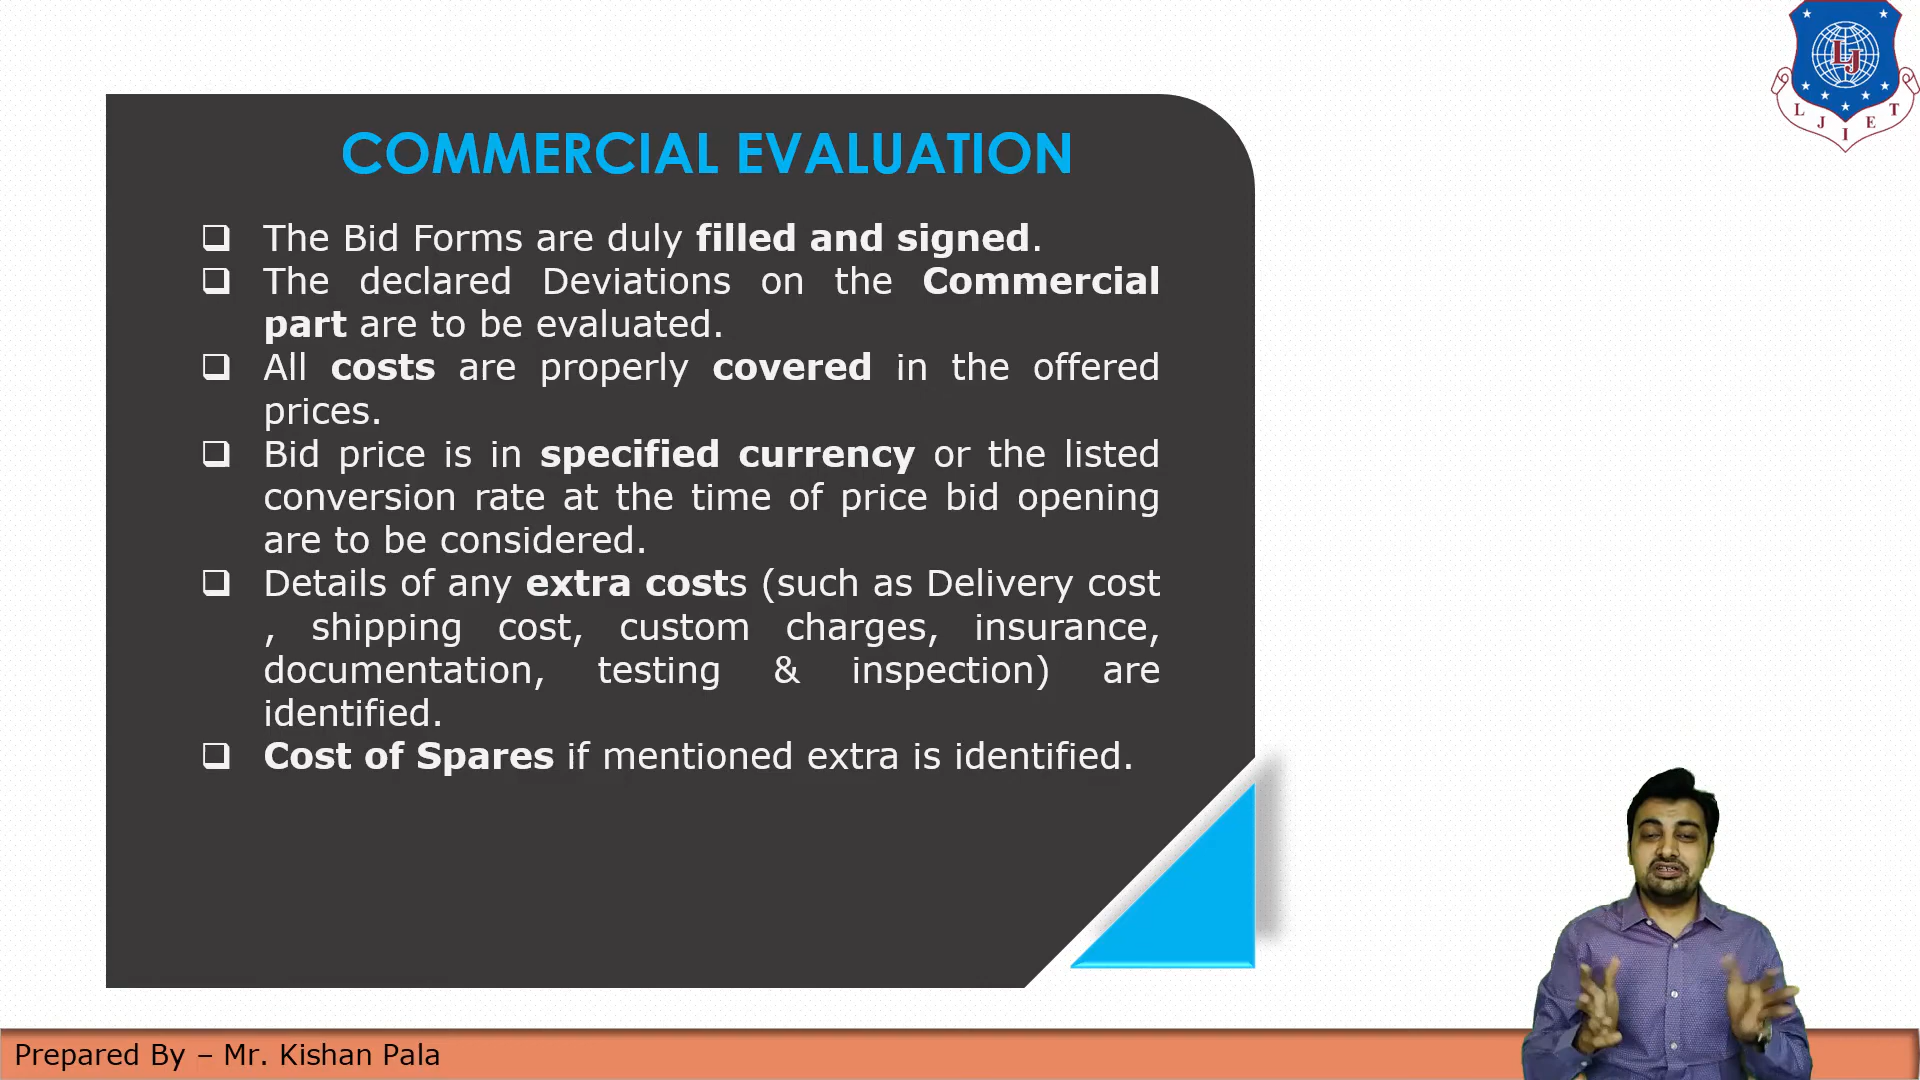 COMMERCIAL EVALUATION
❑ The Bid Forms are duly filled and signed.
❑ The declared Deviations on the Commercial
part are to be evaluated.
❑ All costs are properly covered in the offered
prices.
❑ Bid price is in specified currency or the listed
conversion rate at the time of price bid opening
are to be considered.
❑ Details of any extra costs (such as Delivery cost
, shipping cost, custom charges, insurance,
documentation, testing & inspection) are
identified.
❑ Cost of Spares if mentioned extra is identified.
LJ
L J I E T
Prepared By – Mr. Kishan Pala